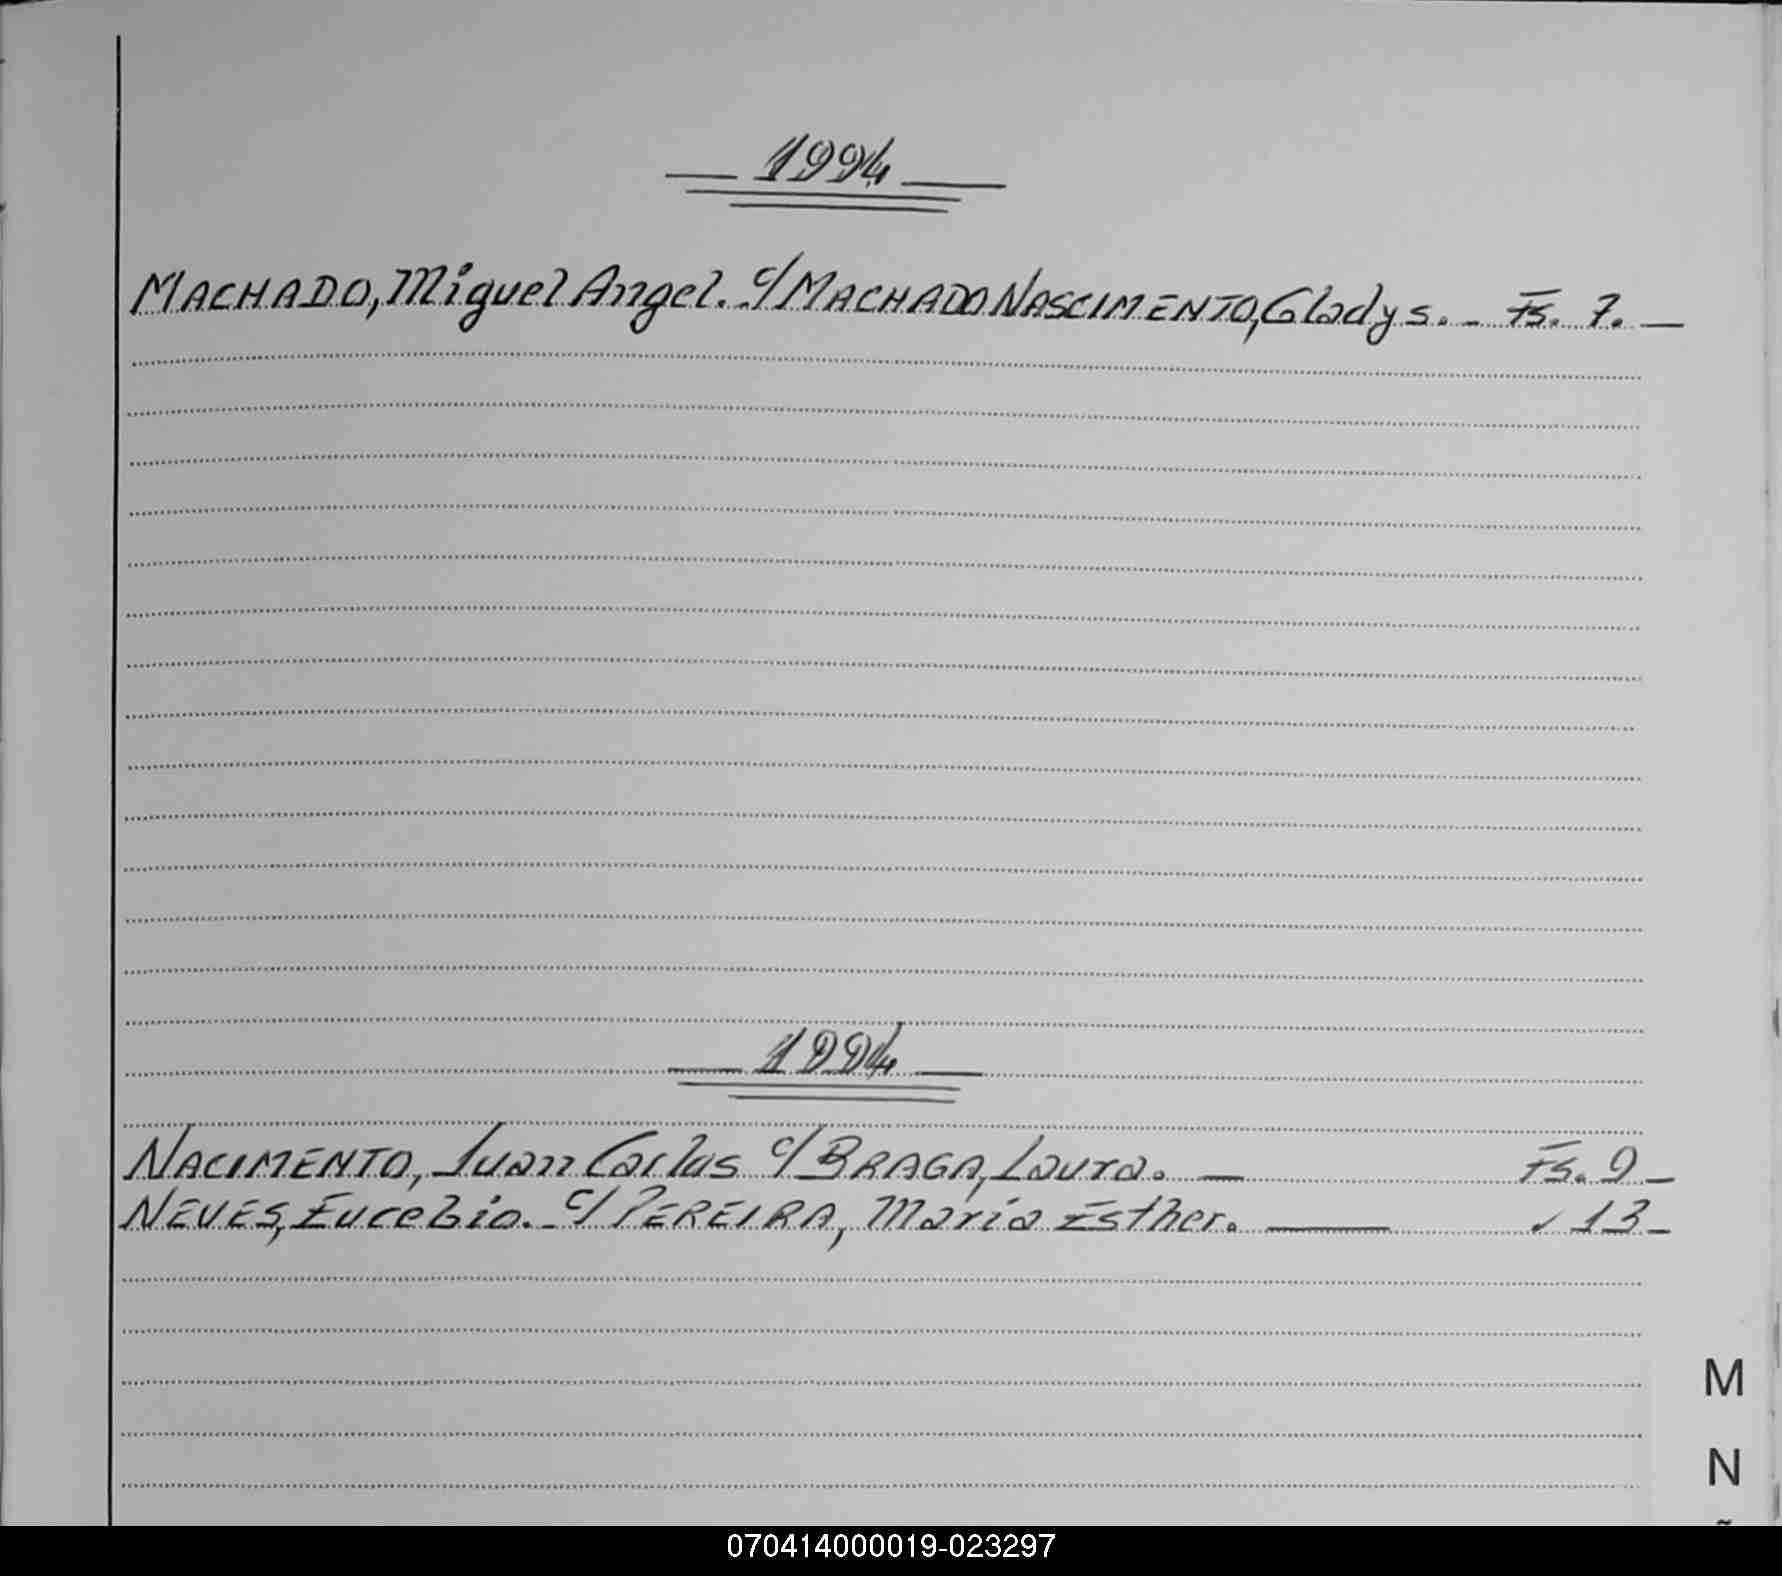 1994
MACHADO, Miguel Angel. c/ MACHADO NASCIMENTO, Gladys. - Fs. 7. —
1994
NACIMENTO, Juan Carlos c/ BRAGA, Laura. — Fs. 9 —
NEVES, Eucebio. - c/ PEREIRA, María Esther. — ✓ 13 —
M
N
070414000019-023297